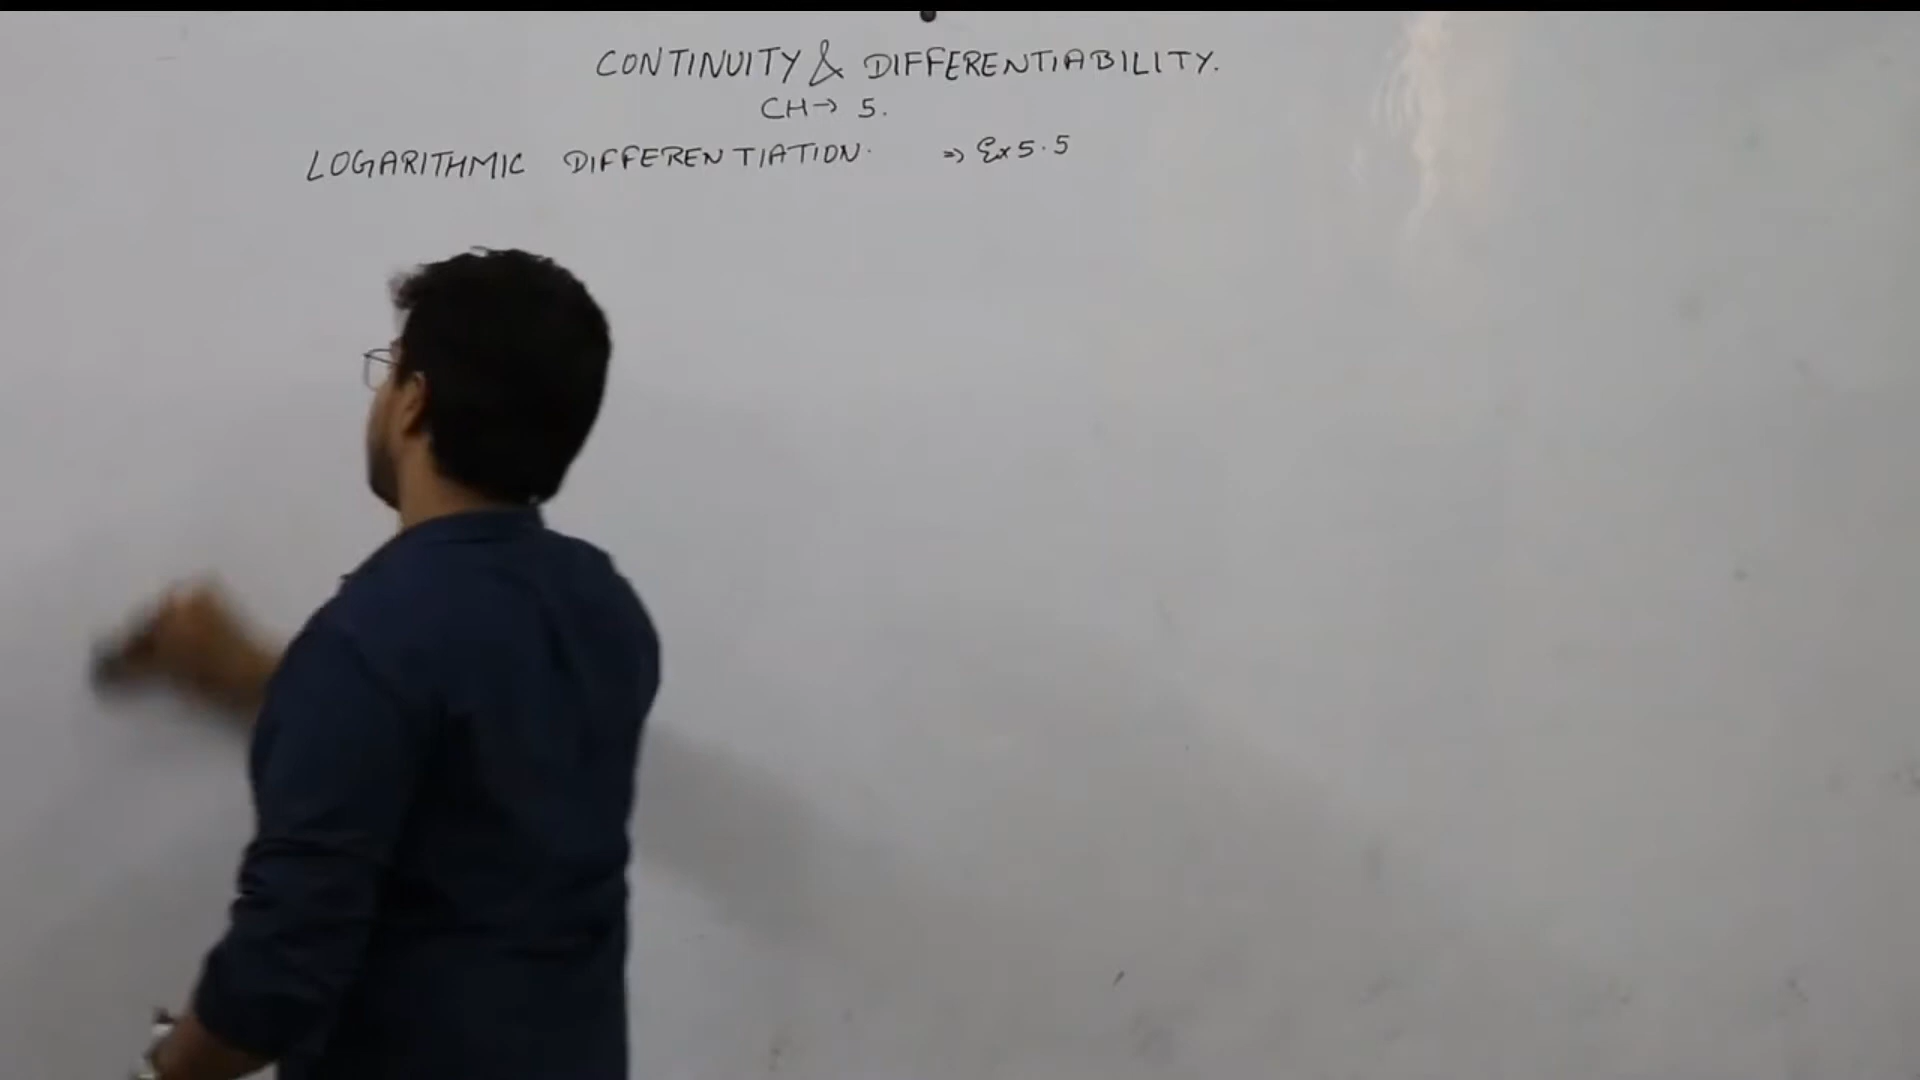 CONTINUITY & DIFFERENTIABILITY.
CH→ 5.
LOGARITHMIC DIFFERENTIATION. ⇒ Ex 5.5